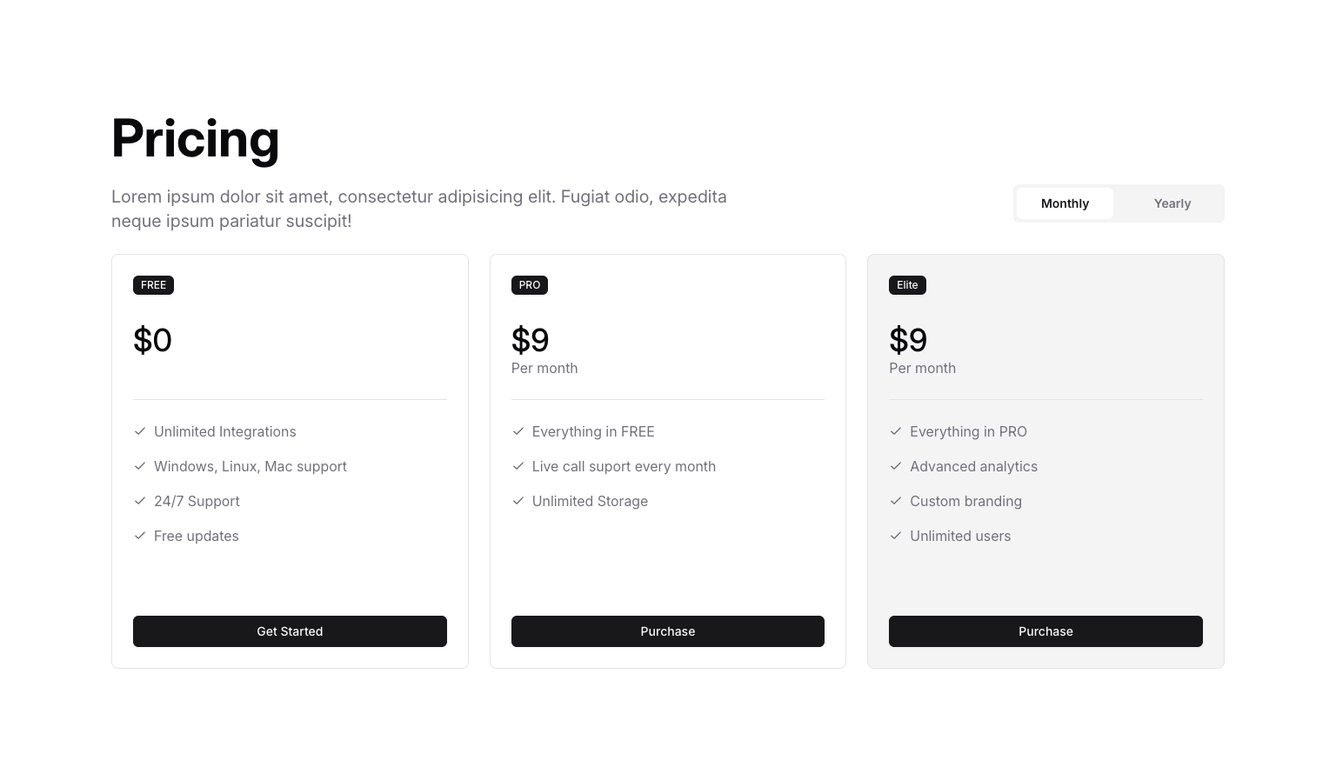 Pricing
Lorem ipsum dolor sit amet, consectetur adipisicing elit. Fugiat odio, expedita
neque ipsum pariatur suscipit!
Monthly
Yearly
FREE
$0
Unlimited Integrations
Windows, Linux, Mac support
24/7 Support
Free updates
Get Started
PRO
$9
Per month
Everything in FREE
Live call suport every month
Unlimited Storage
Purchase
Elite
$9
Per month
Everything in PRO
Advanced analytics
Custom branding
Unlimited users
Purchase